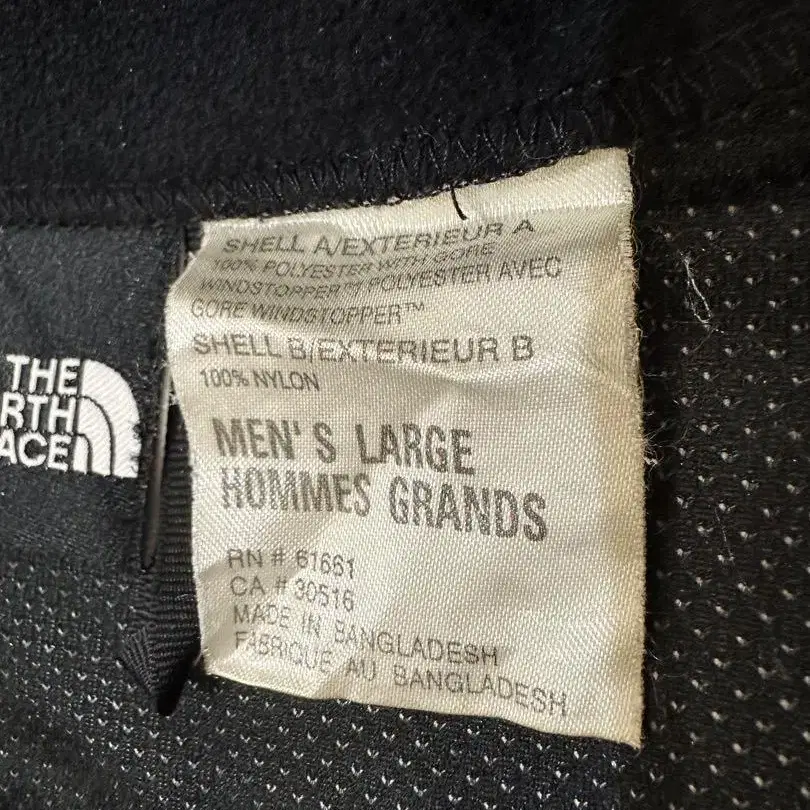 SHELL A/EXTERIEUR A
100% POLYESTER WITH GORE
WINDSTOPPER™ POLYESTER AVEC
GORE WINDSTOPPER™
SHELL B/EXTERIEUR B
100% NYLON
MEN'S LARGE
HOMMES GRANDS
RN # 61661
CA # 30516
MADE IN BANGLADESH
FABRIQUE AU BANGLADESH
THE
RTH
ACE